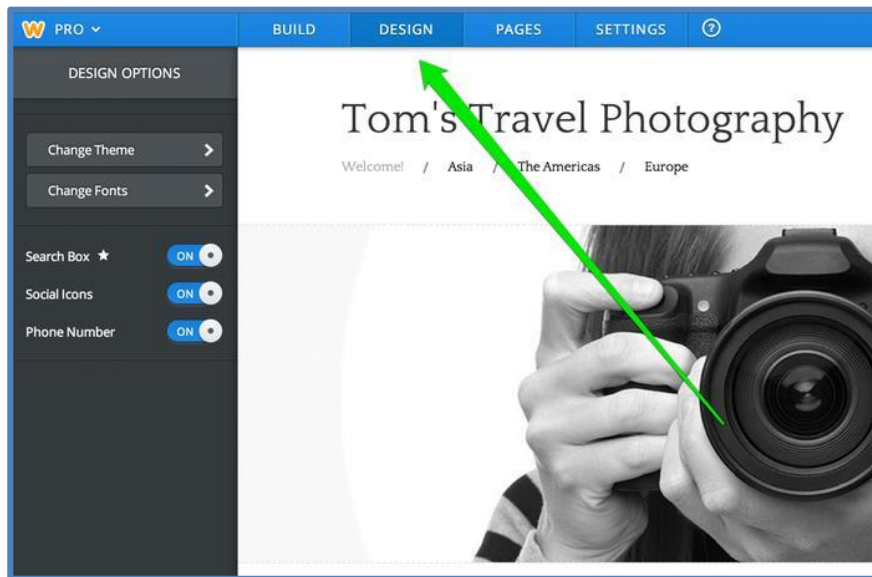 W PRO BUILD DESIGN PAGES SETTINGS ?
DESIGN OPTIONS
Change Theme
Change Fonts
Search Box
ON
Social Icons
ON
Phone Number
ON
Tom's Travel Photography
Welcome! / Asia / The Americas / Europe